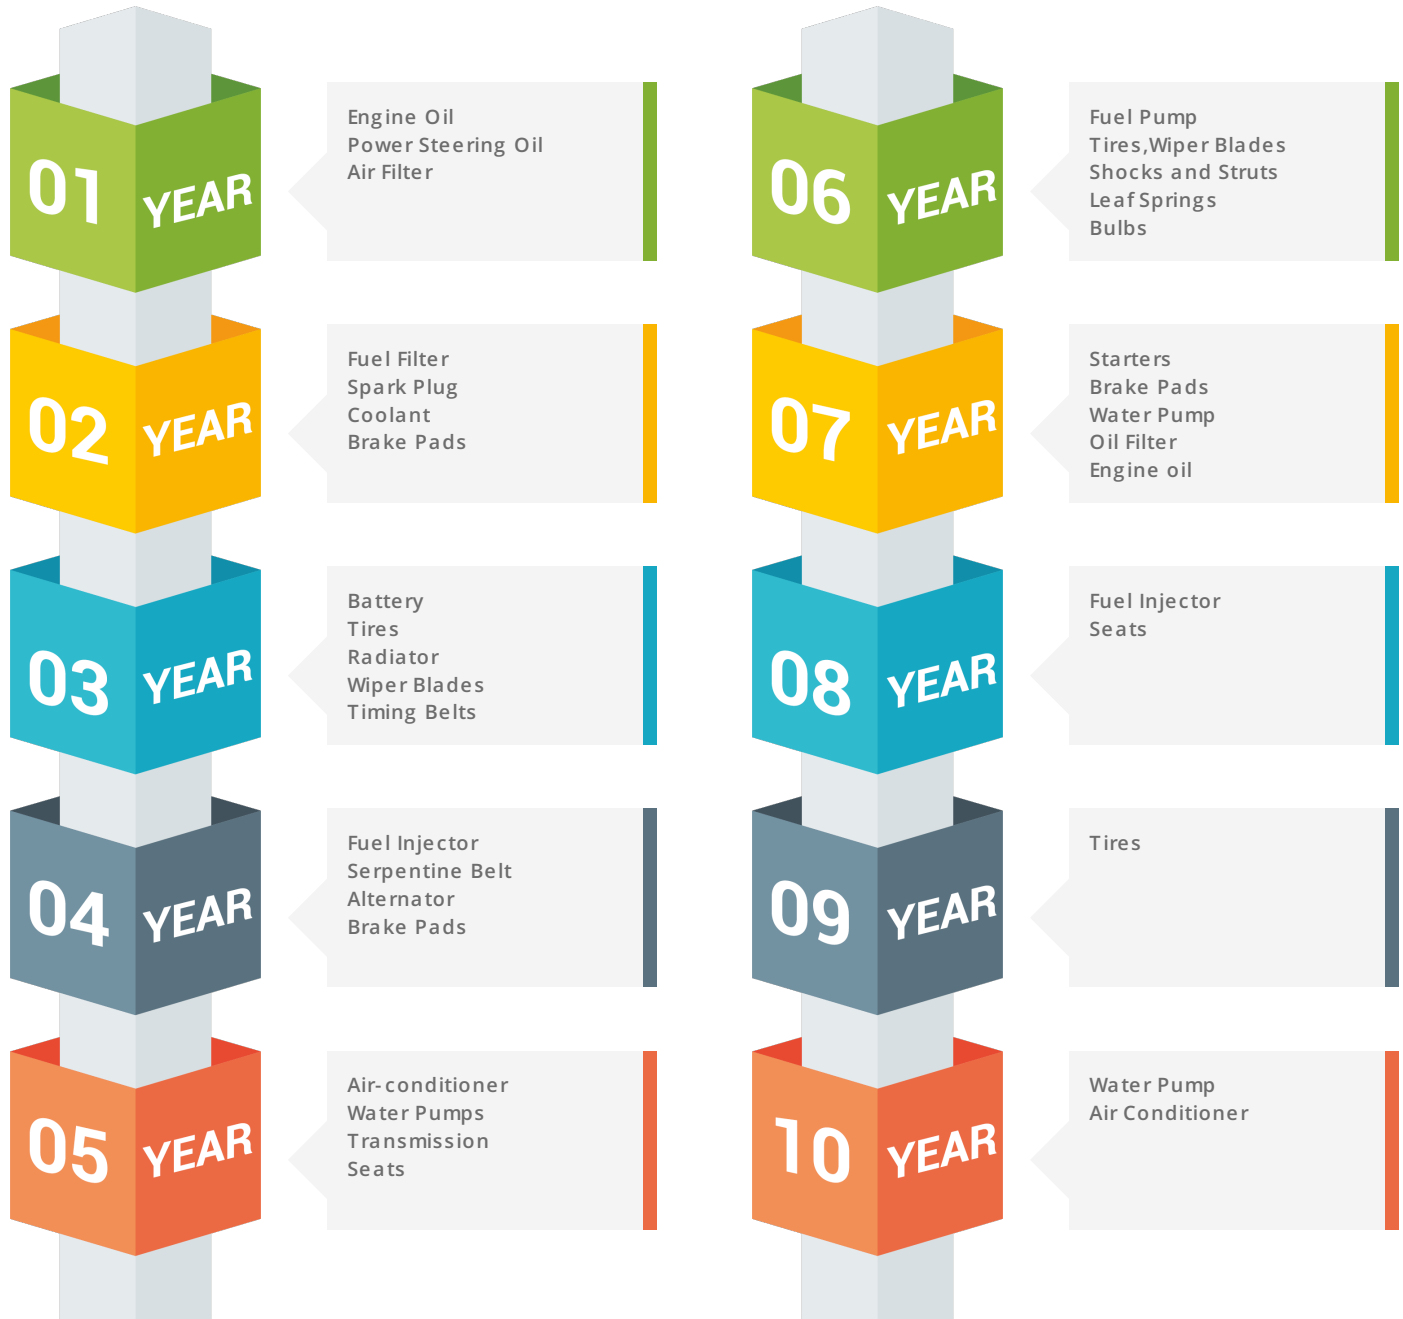 01 YEAR
Engine Oil
Power Steering Oil
Air Filter
02 YEAR
Fuel Filter
Spark Plug
Coolant
Brake Pads
03 YEAR
Battery
Tires
Radiator
Wiper Blades
Timing Belts
04 YEAR
Fuel Injector
Serpentine Belt
Alternator
Brake Pads
05 YEAR
Air-conditioner
Water Pumps
Transmission
Seats
06 YEAR
Fuel Pump
Tires,Wiper Blades
Shocks and Struts
Leaf Springs
Bulbs
07 YEAR
Starters
Brake Pads
Water Pump
Oil Filter
Engine oil
08 YEAR
Fuel Injector
Seats
09 YEAR
Tires
10 YEAR
Water Pump
Air Conditioner